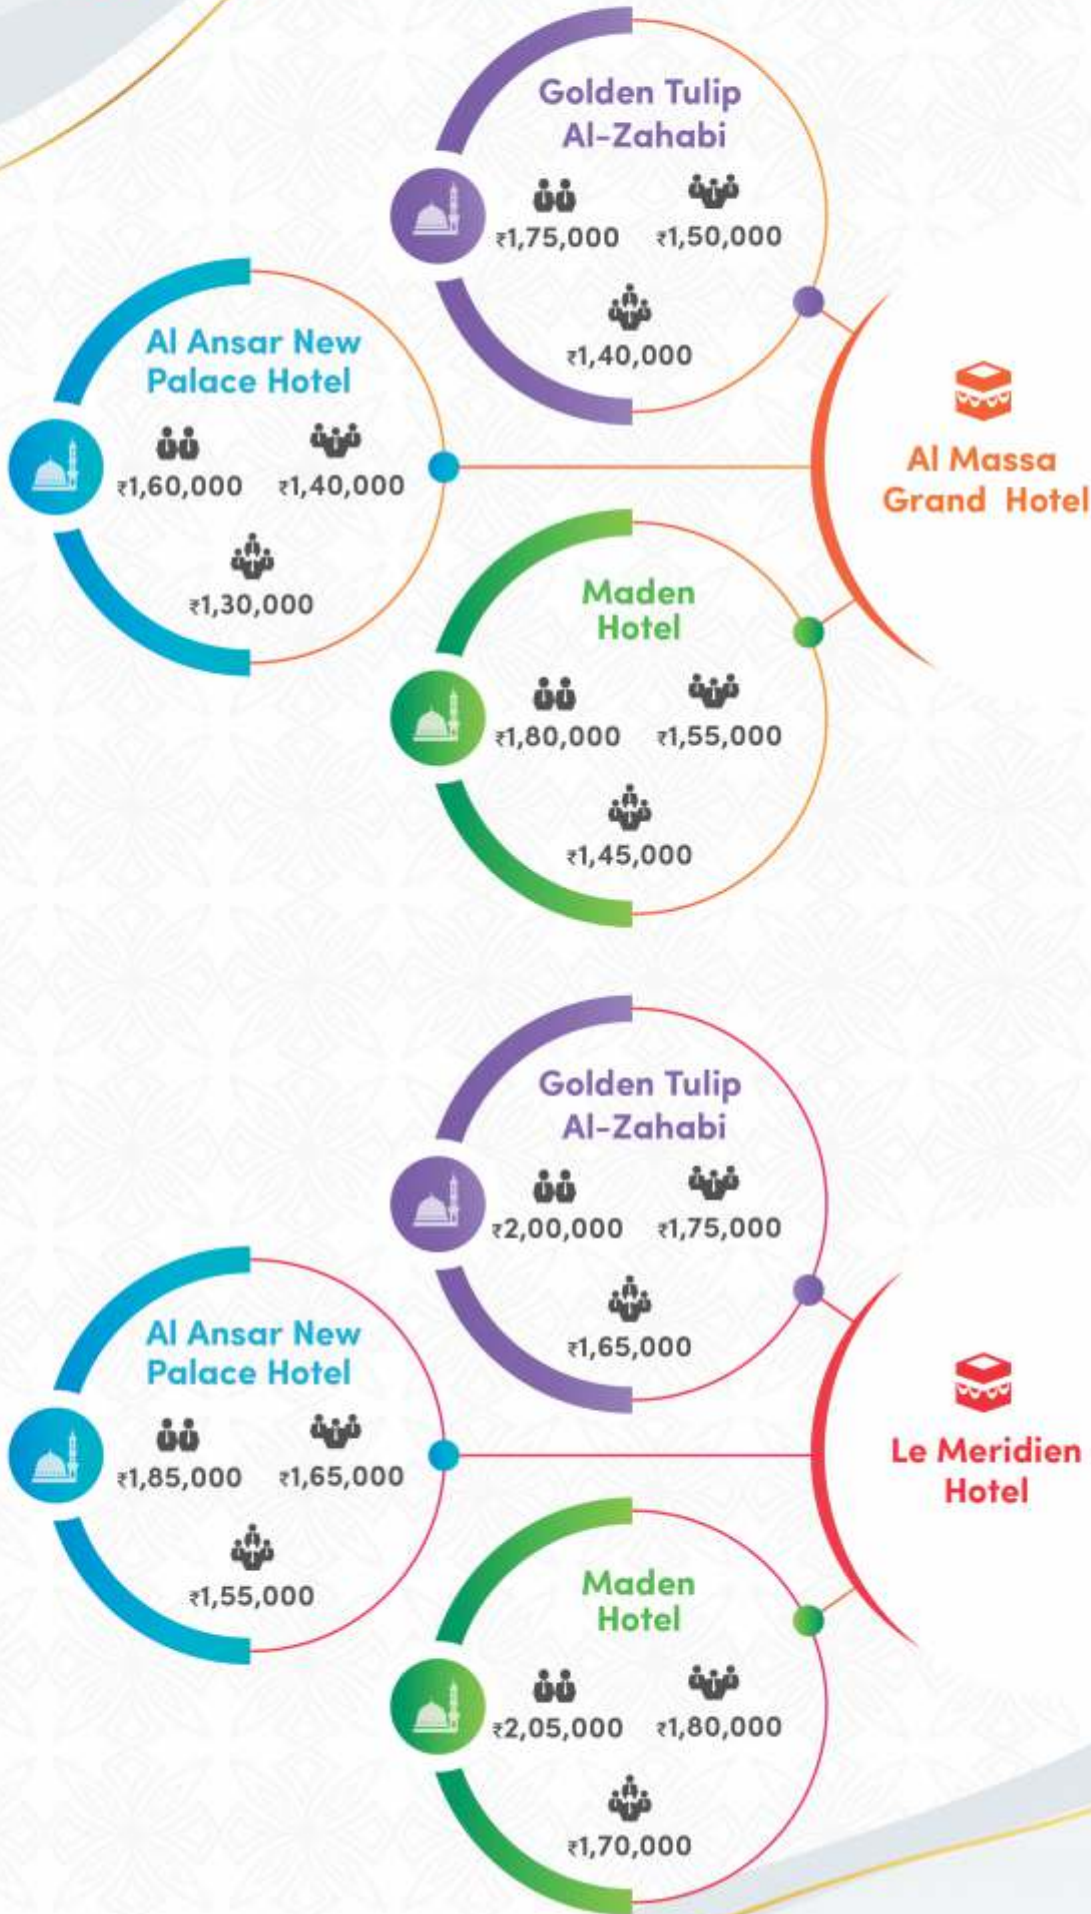 Golden Tulip
Al-Zahabi
₹1,75,000 ₹1,50,000
₹1,40,000
Al Ansar New
Palace Hotel
₹1,60,000 ₹1,40,000
₹1,30,000
Al Massa
Grand Hotel
Maden
Hotel
₹1,80,000 ₹1,55,000
₹1,45,000
Golden Tulip
Al-Zahabi
₹2,00,000 ₹1,75,000
₹1,65,000
Al Ansar New
Palace Hotel
₹1,85,000 ₹1,65,000
₹1,55,000
Le Meridien
Hotel
Maden
Hotel
₹2,05,000 ₹1,80,000
₹1,70,000